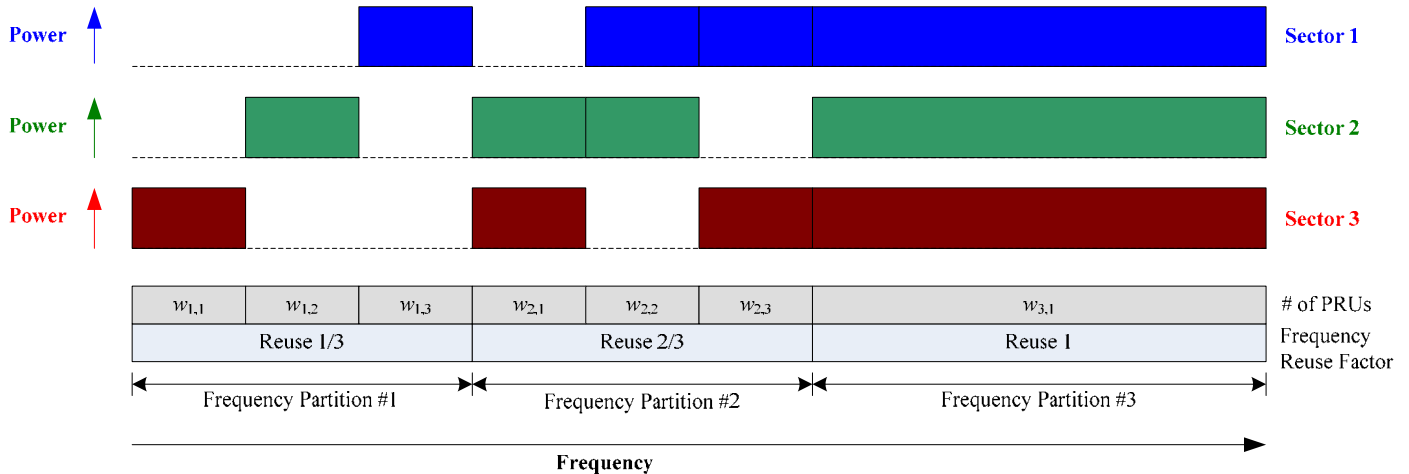 Power Sector 1
Power Sector 2
Power Sector 3
w1,1 w1,2 w1,3 w2,1 w2,2 w2,3 w3,1 # of PRUs
Reuse 1/3 Reuse 2/3 Reuse 1 Frequency
Reuse Factor
Frequency Partition #1 Frequency Partition #2 Frequency Partition #3
Frequency